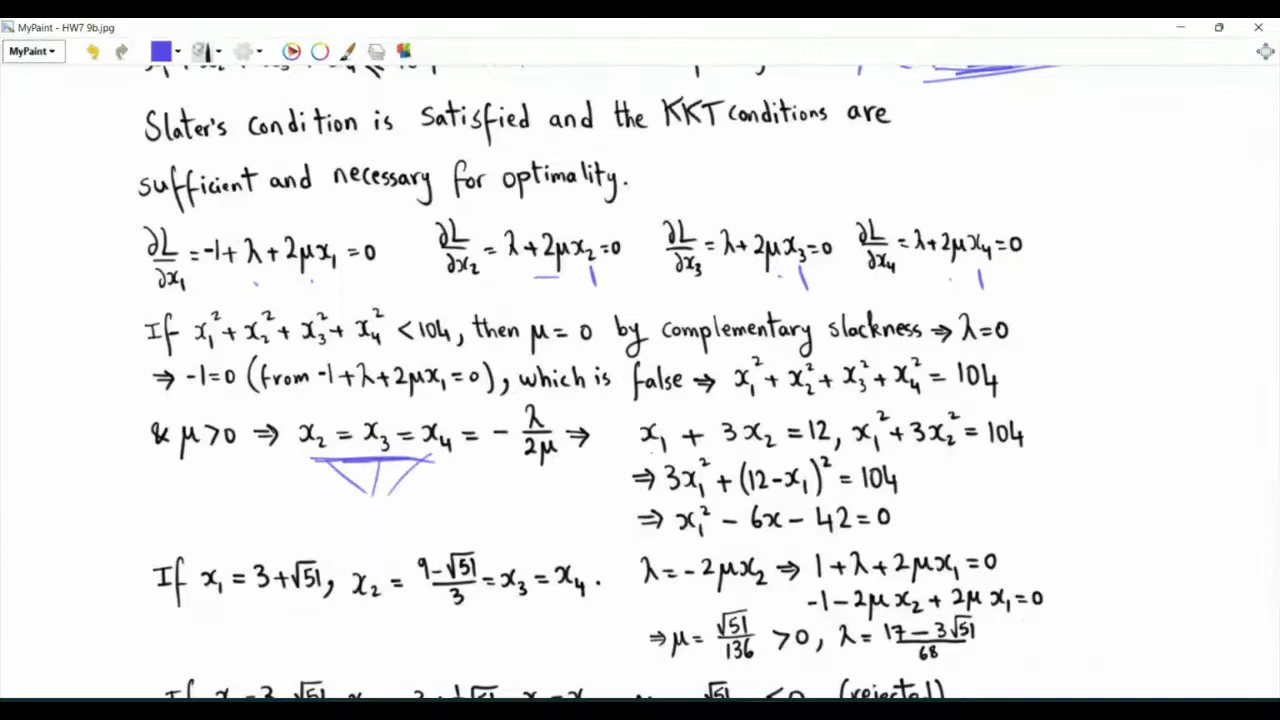 MyPaint - HW7 9b.jpg
MyPaint
Slater's condition is satisfied and the KKT conditions are
sufficient and necessary for optimality.
∂L/∂x₁ = -1 + λ + 2μx₁ = 0 ∂L/∂x₂ = λ + 2μx₂ = 0 ∂L/∂x₃ = λ + 2μx₃ = 0 ∂L/∂x₄ = λ + 2μx₄ = 0
If x₁² + x₂² + x₃² + x₄² < 104, then μ = 0 by complementary slackness ⇒ λ = 0
⇒ -1 = 0 (from -1 + λ + 2μx₁ = 0), which is false ⇒ x₁² + x₂² + x₃² + x₄² = 104
& μ > 0 ⇒ x₂ = x₃ = x₄ = - λ/2μ ⇒ x₁ + 3x₂ = 12, x₁² + 3x₂² = 104
⇒ 3x₁² + (12 - x₁)² = 104
⇒ x₁² - 6x - 42 = 0
If x₁ = 3 + √51, x₂ = (9 - √51)/3 = x₃ = x₄. λ = -2μx₂ ⇒ 1 + λ + 2μx₁ = 0
-1 - 2μx₂ + 2μx₁ = 0
⇒ μ = √51/136 > 0, λ = (17 - 3√51)/68
(rejected)